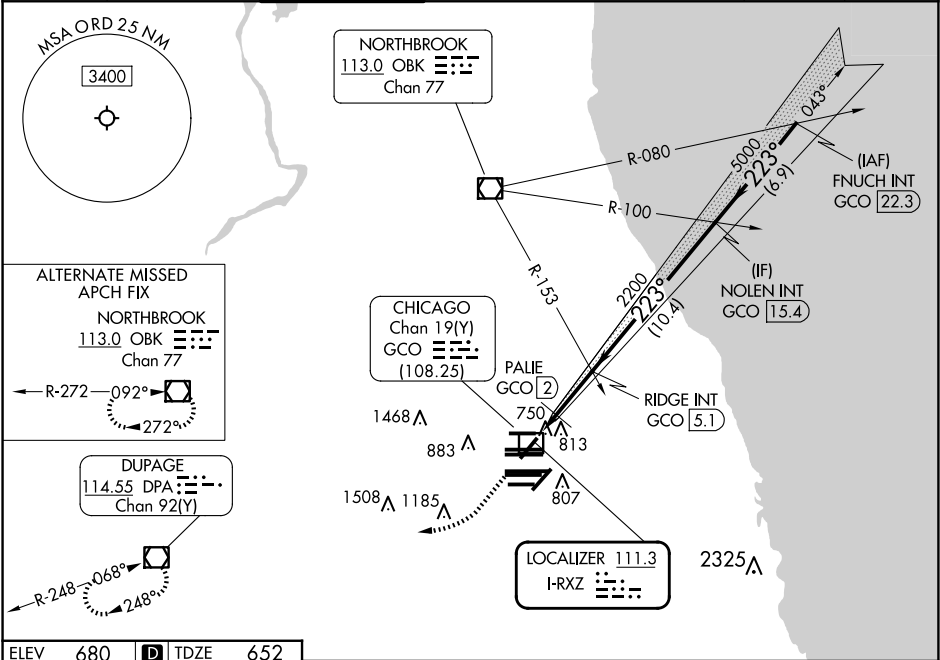 MSA ORD 25 NM
3400
NORTHBROOK
113.0 OBK
Chan 77
R-080
R-100
R-153
043°
5000
223°
(6.9)
(IAF)
FNUCH INT
GCO 22.3
(IF)
NOLEN INT
GCO 15.4
2200
223°
(10.4)
ALTERNATE MISSED
APCH FIX
NORTHBROOK
113.0 OBK
Chan 77
R-272
092°
272°
CHICAGO
Chan 19(Y)
GCO
(108.25)
PALIE
GCO 2
RIDGE INT
GCO 5.1
1468
750
883
813
1508
1185
807
DUPAGE
114.55 DPA
Chan 92(Y)
R-248
068°
248°
LOCALIZER 111.3
I-RXZ
2325
ELEV 680 D TDZE 652